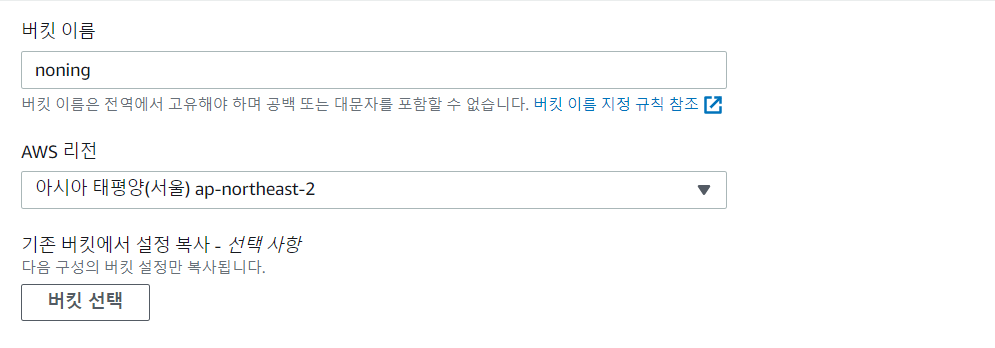 버킷 이름
noning
버킷 이름은 전역에서 고유해야 하며 공백 또는 대문자를 포함할 수 없습니다. 버킷 이름 지정 규칙 참조
AWS 리전
아시아 태평양(서울) ap-northeast-2
기존 버킷에서 설정 복사 - 선택 사항
다음 구성의 버킷 설정만 복사됩니다.
버킷 선택